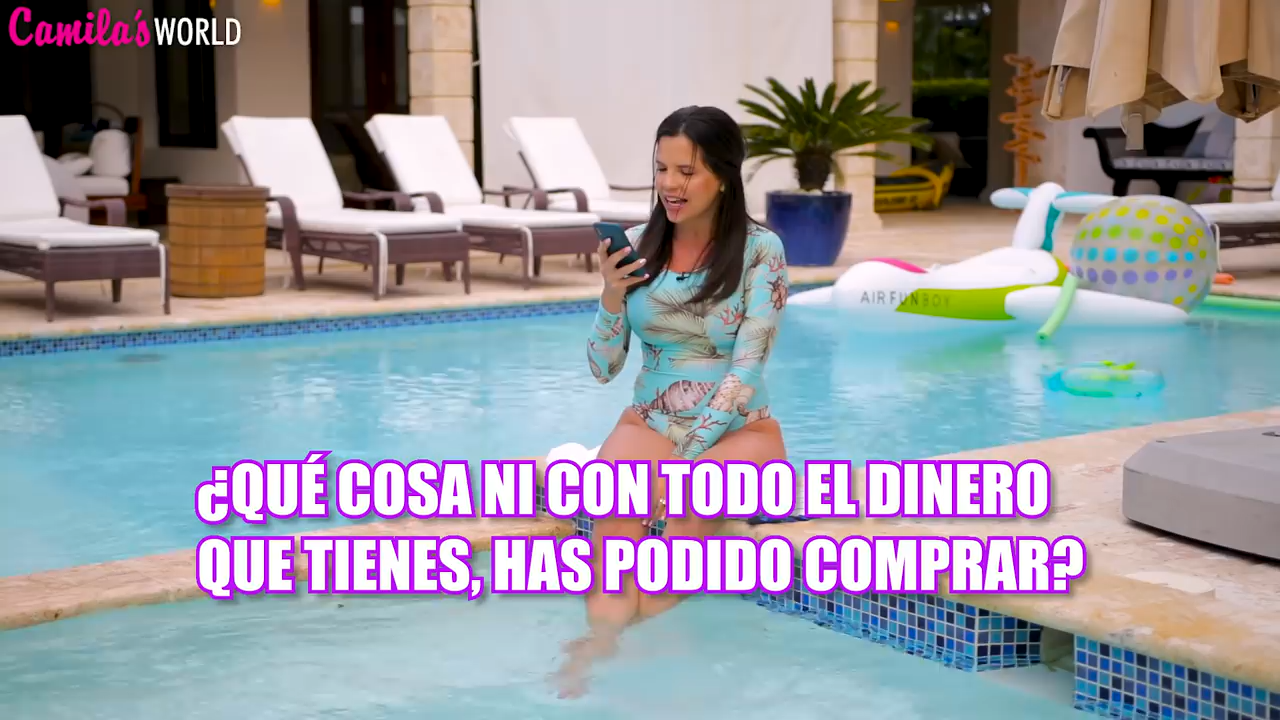 Camila's WORLD
AIRFUNBOY
¿QUÉ COSA NI CON TODO EL DINERO
QUE TIENES, HAS PODIDO COMPRAR?